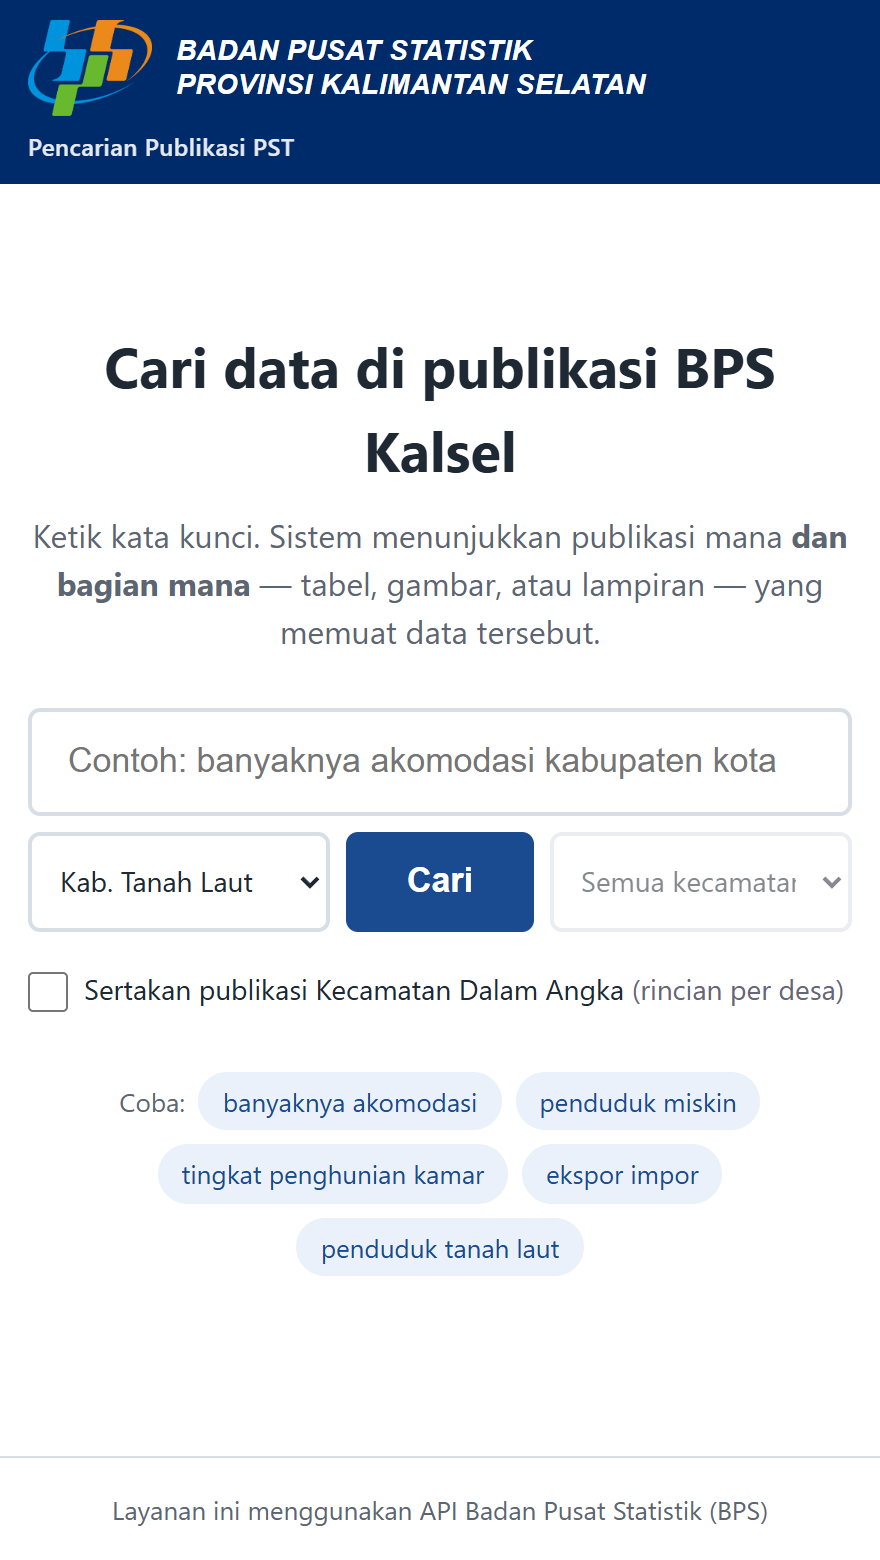 BADAN PUSAT STATISTIK
PROVINSI KALIMANTAN SELATAN
Pencarian Publikasi PST
Cari data di publikasi BPS
Kalsel
Ketik kata kunci. Sistem menunjukkan publikasi mana dan
bagian mana — tabel, gambar, atau lampiran — yang
memuat data tersebut.
Contoh: banyaknya akomodasi kabupaten kota
Kab. Tanah Laut
Cari
Semua kecamatan
Sertakan publikasi Kecamatan Dalam Angka (rincian per desa)
Coba: banyaknya akomodasi penduduk miskin
tingkat penghunian kamar ekspor impor
penduduk tanah laut
Layanan ini menggunakan API Badan Pusat Statistik (BPS)